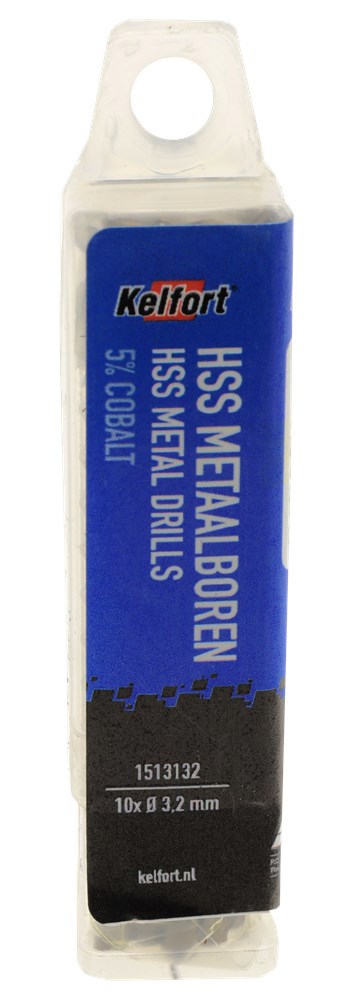 Kelfort®
HSS METAALBOREN
HSS METAL DRILLS
5% COBALT
1513132
10x Ø 3,2 mm
kelfort.nl